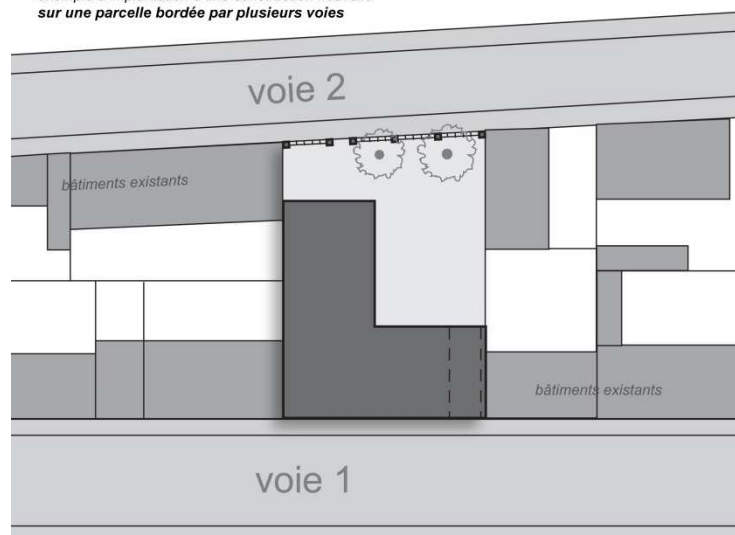 sur une parcelle bordée par plusieurs voies
voie 2
bâtiments existants
bâtiments existants
voie 1